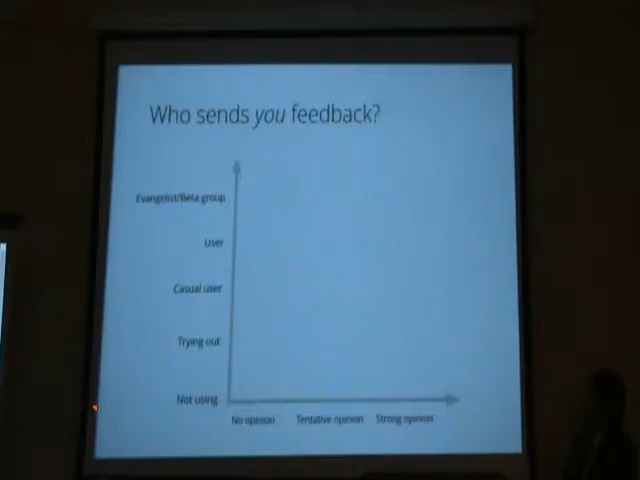 Who sends you feedback?
Evangelist/Beta group
User
Casual user
Trying out
Not using
No opinion Tentative opinion Strong opinion